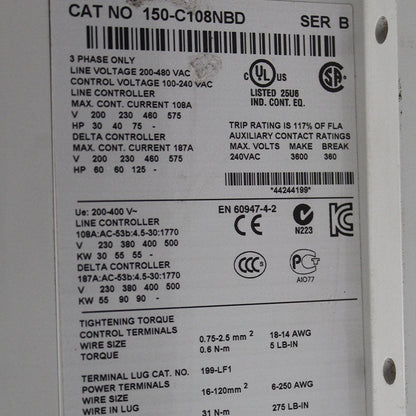 CAT NO 150-C108NBD SER B
3 PHASE ONLY
LINE VOLTAGE 200-480 VAC
CONTROL VOLTAGE 100-240 VAC
LINE CONTROLLER
MAX. CONT. CURRENT 108A
V 200 230 460 575
HP 30 40 75 -
DELTA CONTROLLER
MAX. CONT. CURRENT 187A
V 200 230 460 575
HP 60 60 125 -
C UL US
LISTED 25U8
IND. CONT. EQ.
SA
TRIP RATING IS 117% OF FLA
AUXILIARY CONTACT RATINGS
MAX. VOLTS MAKE BREAK
240VAC 3600 360
*44244199*
Ue: 200-400 V~
LINE CONTROLLER
108A:AC-53b:4.5-30:1770
V 230 380 400 500
KW 30 55 55 -
DELTA CONTROLLER
187A:AC-53b:4.5-30:1770
V 230 380 400 500
KW 55 90 90 -
EN 60947-4-2
CE
N223
CCC
АІО77
TIGHTENING TORQUE
CONTROL TERMINALS
WIRE SIZE 0.75-2.5 mm² 18-14 AWG
TORQUE 0.6 N-m 5 LB-IN
TERMINAL LUG CAT. NO. 199-LF1
POWER TERMINALS
WIRE SIZE 16-120mm² 6-250 AWG
WIRE IN LUG 31 N-m 275 LB-IN